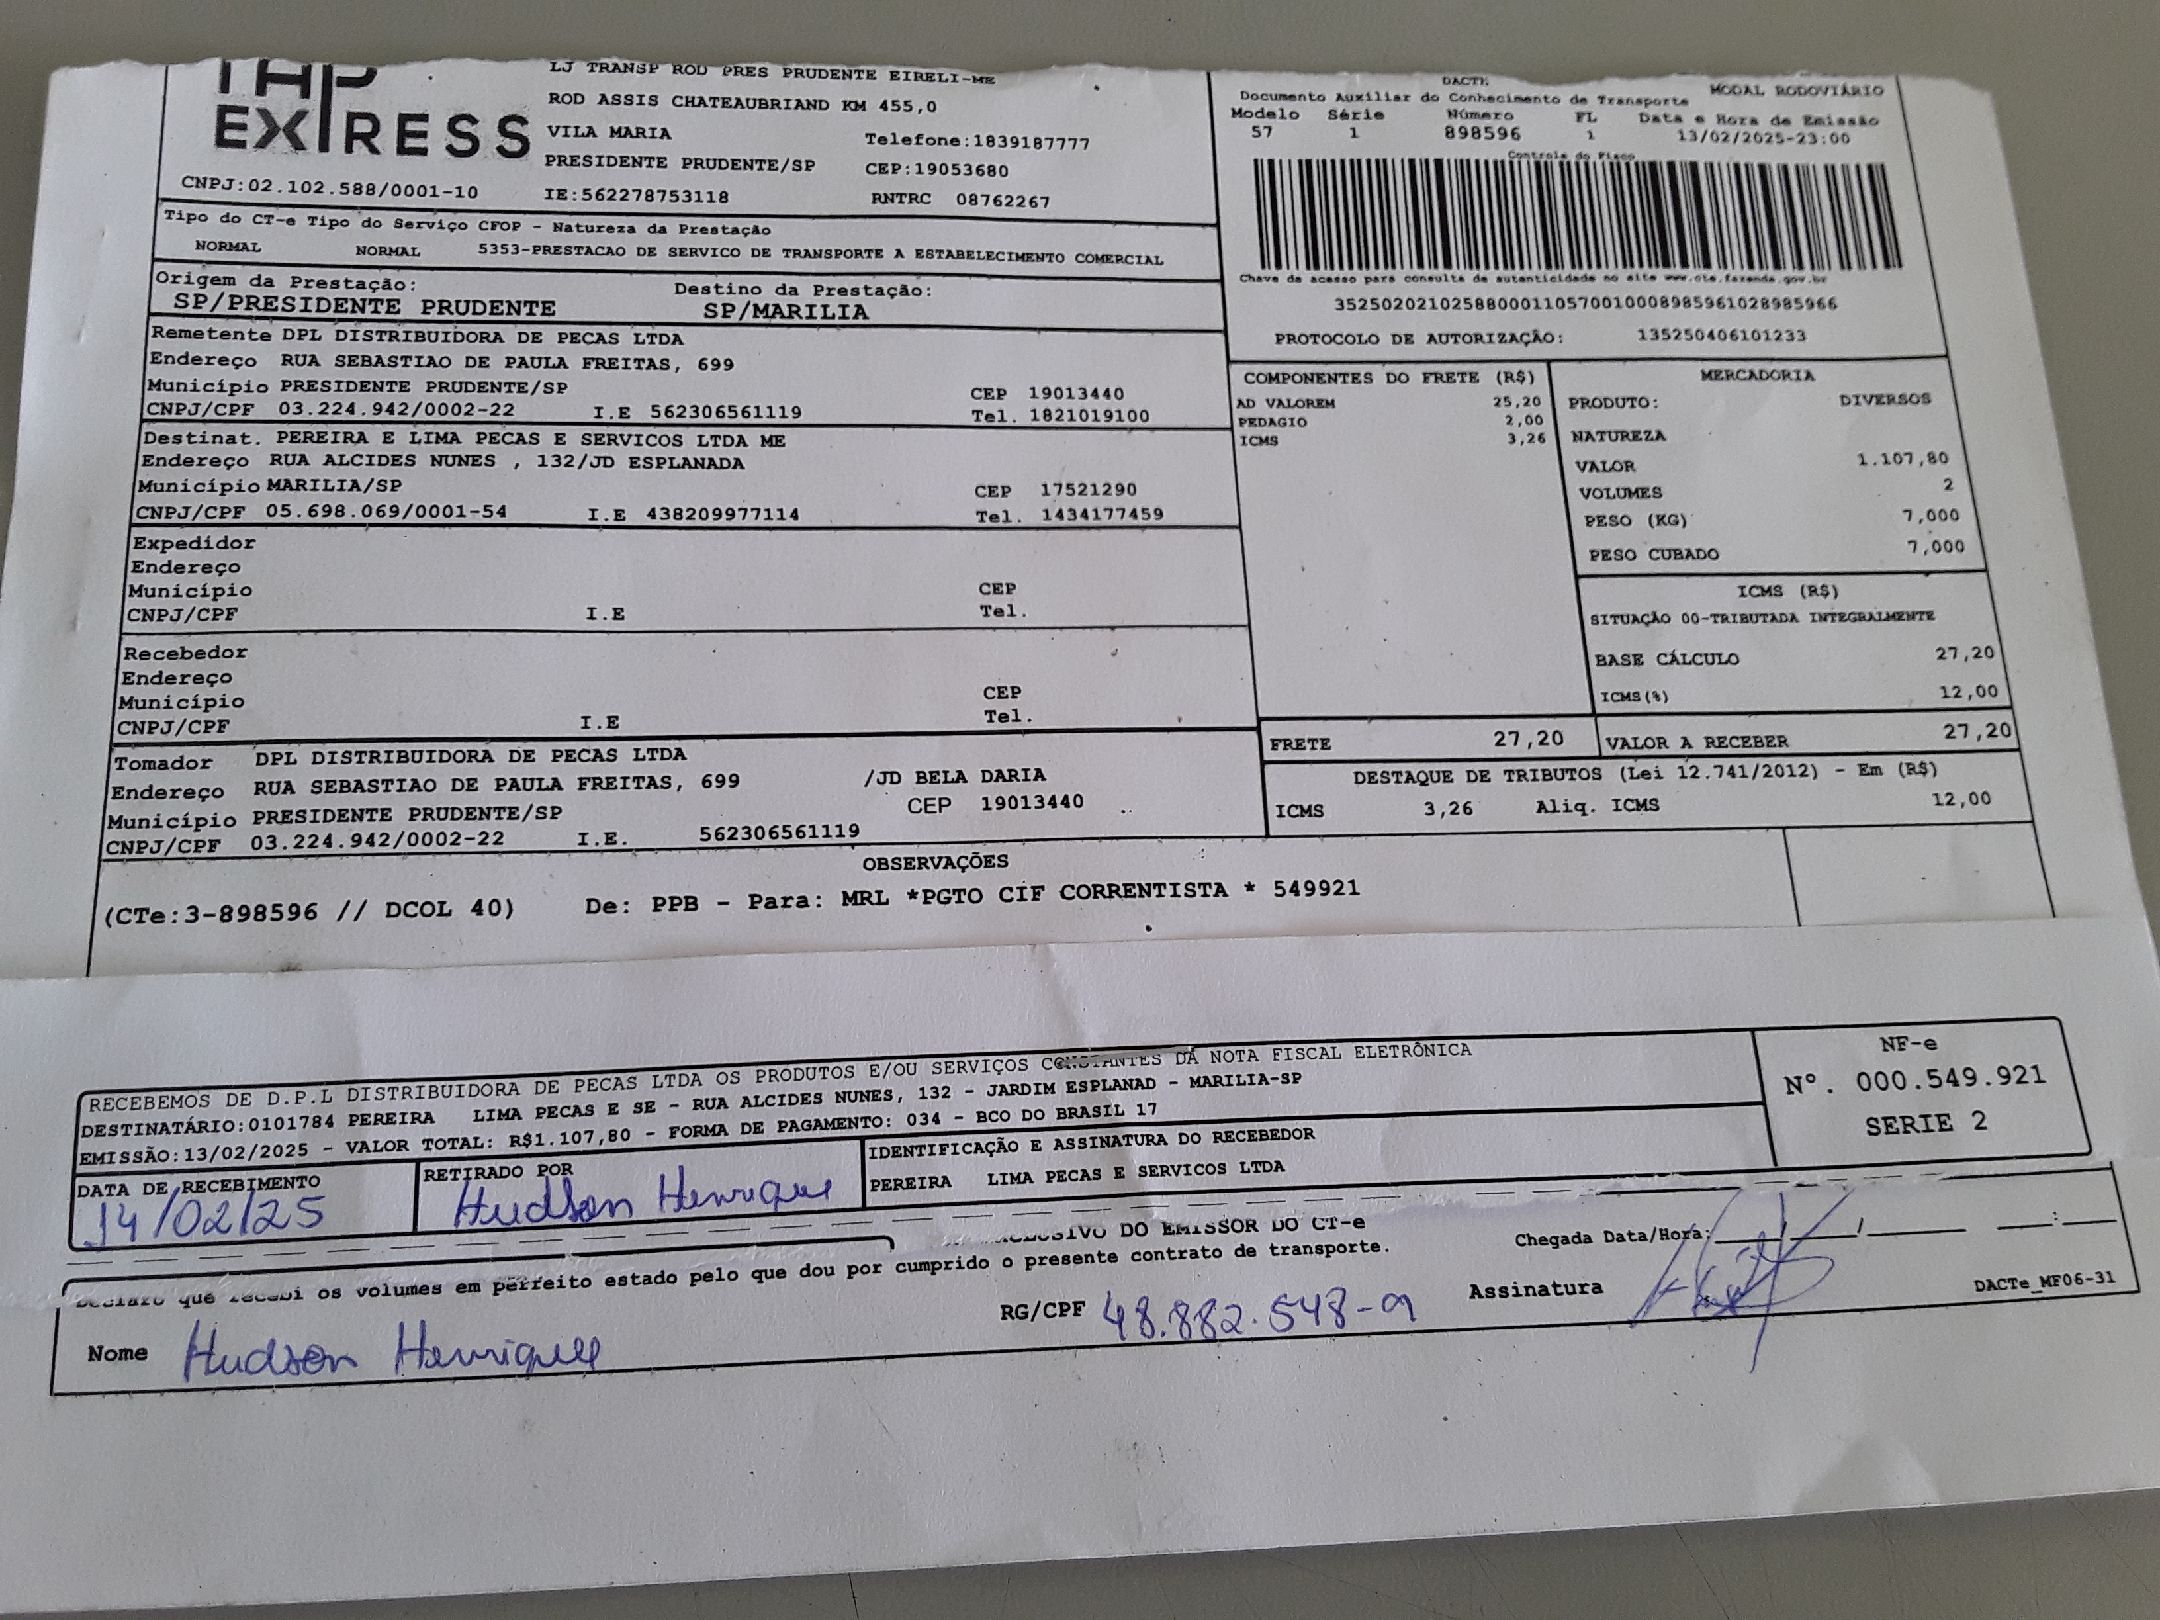 TAP
EXPRESS
LJ TRANSP ROD PRES PRUDENTE EIRELI-ME
ROD ASSIS CHATEAUBRIAND KM 455,0
VILA MARIA Telefone:1839187777
PRESIDENTE PRUDENTE/SP CEP:19053680
CNPJ:02.102.588/0001-10 IE:562278753118 RNTRC 08762267
DACTE MODAL RODOVIÁRIO
Documento Auxiliar do Conhecimento de Transporte
Modelo Série Número FL Data e Hora de Emissão
57 1 898596 1 13/02/2025-23:00
Controle do Fisco
Chave de acesso para consulta de autenticidade no site www.cte.fazenda.gov.br
35250202102588000110570010008985961028985966
PROTOCOLO DE AUTORIZAÇÃO: 135250406101233
Tipo do CT-e Tipo do Serviço CFOP - Natureza da Prestação
NORMAL NORMAL 5353-PRESTACAO DE SERVICO DE TRANSPORTE A ESTABELECIMENTO COMERCIAL
Origem da Prestação: Destino da Prestação:
SP/PRESIDENTE PRUDENTE SP/MARILIA
Remetente DPL DISTRIBUIDORA DE PECAS LTDA
Endereço RUA SEBASTIAO DE PAULA FREITAS, 699
Município PRESIDENTE PRUDENTE/SP CEP 19013440
CNPJ/CPF 03.224.942/0002-22 I.E 562306561119 Tel. 1821019100
Destinat. PEREIRA E LIMA PECAS E SERVICOS LTDA ME
Endereço RUA ALCIDES NUNES , 132/JD ESPLANADA
Município MARILIA/SP CEP 17521290
CNPJ/CPF 05.698.069/0001-54 I.E 438209977114 Tel. 1434177459
Expedidor
Endereço
Município CEP
CNPJ/CPF I.E Tel.
Recebedor
Endereço
Município CEP
CNPJ/CPF I.E Tel.
Tomador DPL DISTRIBUIDORA DE PECAS LTDA
Endereço RUA SEBASTIAO DE PAULA FREITAS, 699 /JD BELA DARIA
Município PRESIDENTE PRUDENTE/SP CEP 19013440
CNPJ/CPF 03.224.942/0002-22 I.E. 562306561119
COMPONENTES DO FRETE (R$)
AD VALOREM 25,20
PEDAGIO 2,00
ICMS 3,26
MERCADORIA
PRODUTO: DIVERSOS
NATUREZA
VALOR 1.107,80
VOLUMES 2
PESO (KG) 7,000
PESO CUBADO 7,000
ICMS (R$)
SITUAÇÃO 00-TRIBUTADA INTEGRALMENTE
BASE CÁLCULO 27,20
ICMS(%) 12,00
FRETE 27,20 VALOR A RECEBER 27,20
DESTAQUE DE TRIBUTOS (Lei 12.741/2012) - Em (R$)
ICMS 3,26 Aliq. ICMS 12,00
OBSERVAÇÕES
(CTe:3-898596 // DCOL 40) De: PPB - Para: MRL *PGTO CIF CORRENTISTA * 549921
RECEBEMOS DE D.P.L DISTRIBUIDORA DE PECAS LTDA OS PRODUTOS E/OU SERVIÇOS CONSTANTES DA NOTA FISCAL ELETRÔNICA
DESTINATÁRIO:0101784 PEREIRA LIMA PECAS E SE - RUA ALCIDES NUNES, 132 - JARDIM ESPLANAD - MARILIA-SP
EMISSÃO:13/02/2025 - VALOR TOTAL: R$1.107,80 - FORMA DE PAGAMENTO: 034 - BCO DO BRASIL 17
NF-e
Nº. 000.549.921
SERIE 2
DATA DE RECEBIMENTO RETIRADO POR IDENTIFICAÇÃO E ASSINATURA DO RECEBEDOR
14/02/25 Hudson Henrique PEREIRA LIMA PECAS E SERVICOS LTDA
CLUSIVO DO EMISSOR DO CT-e
Declaro que recebi os volumes em perfeito estado pelo que dou por cumprido o presente contrato de transporte.
Chegada Data/Hora:___/___/___ __:__
Nome Hudson Henrique RG/CPF 48.882.548-9 Assinatura
DACTe_MF06-31